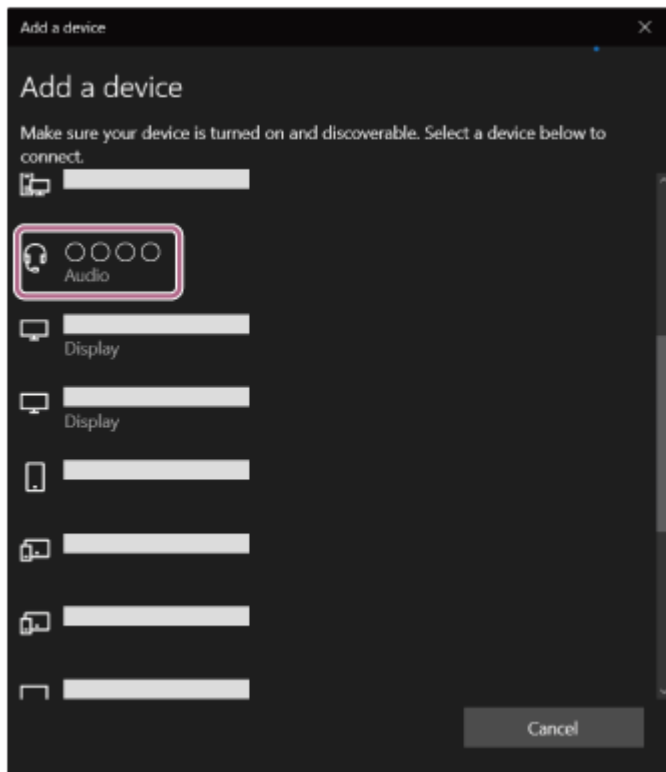 Add a device
Add a device
Make sure your device is turned on and discoverable. Select a device below to
connect.
○○○○
Audio
Display
Display
Cancel